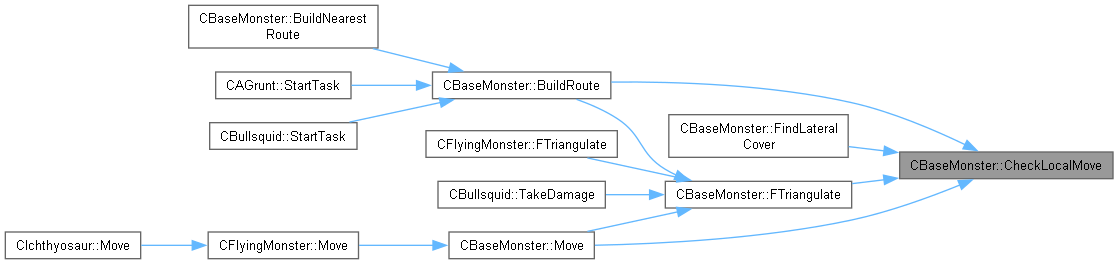 CBaseMonster::BuildNearest
Route
CAGrunt::StartTask
CBaseMonster::BuildRoute
CBullsquid::StartTask
CBaseMonster::FindLateral
Cover
CFlyingMonster::FTriangulate
CBaseMonster::CheckLocalMove
CBullsquid::TakeDamage
CBaseMonster::FTriangulate
CIchthyosaur::Move
CFlyingMonster::Move
CBaseMonster::Move